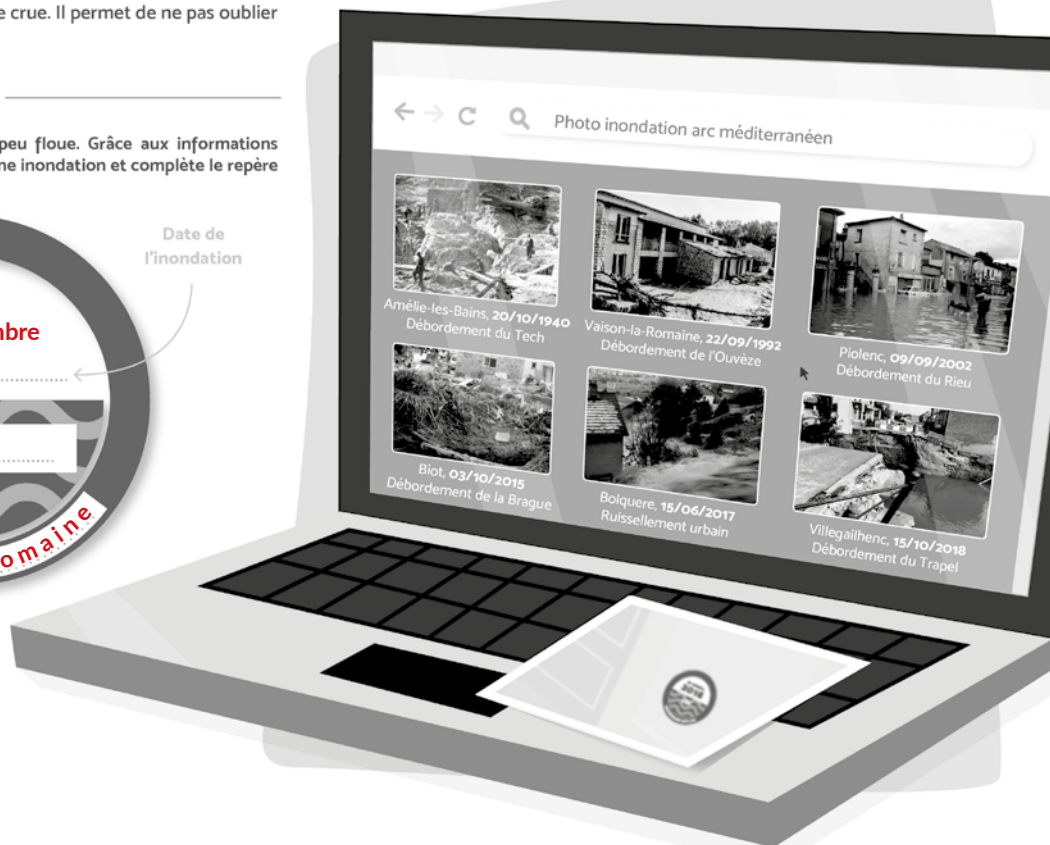 e crue. Il permet de ne pas oublier
peu floue. Grâce aux informations
ne inondation et complète le repère
Date de
l'inondation
mbre
omaine
Photo inondation arc méditerranéen
Amélie-les-Bains, 20/10/1940
Débordement du Tech
Vaison-la-Romaine, 22/09/1992
Débordement de l'Ouvèze
Piolenc, 09/09/2002
Débordement du Rieu
Biot, 03/10/2015
Débordement de la Brague
Bolquere, 15/06/2017
Ruissellement urbain
Villegailhenc, 15/10/2018
Débordement du Trapel
2018